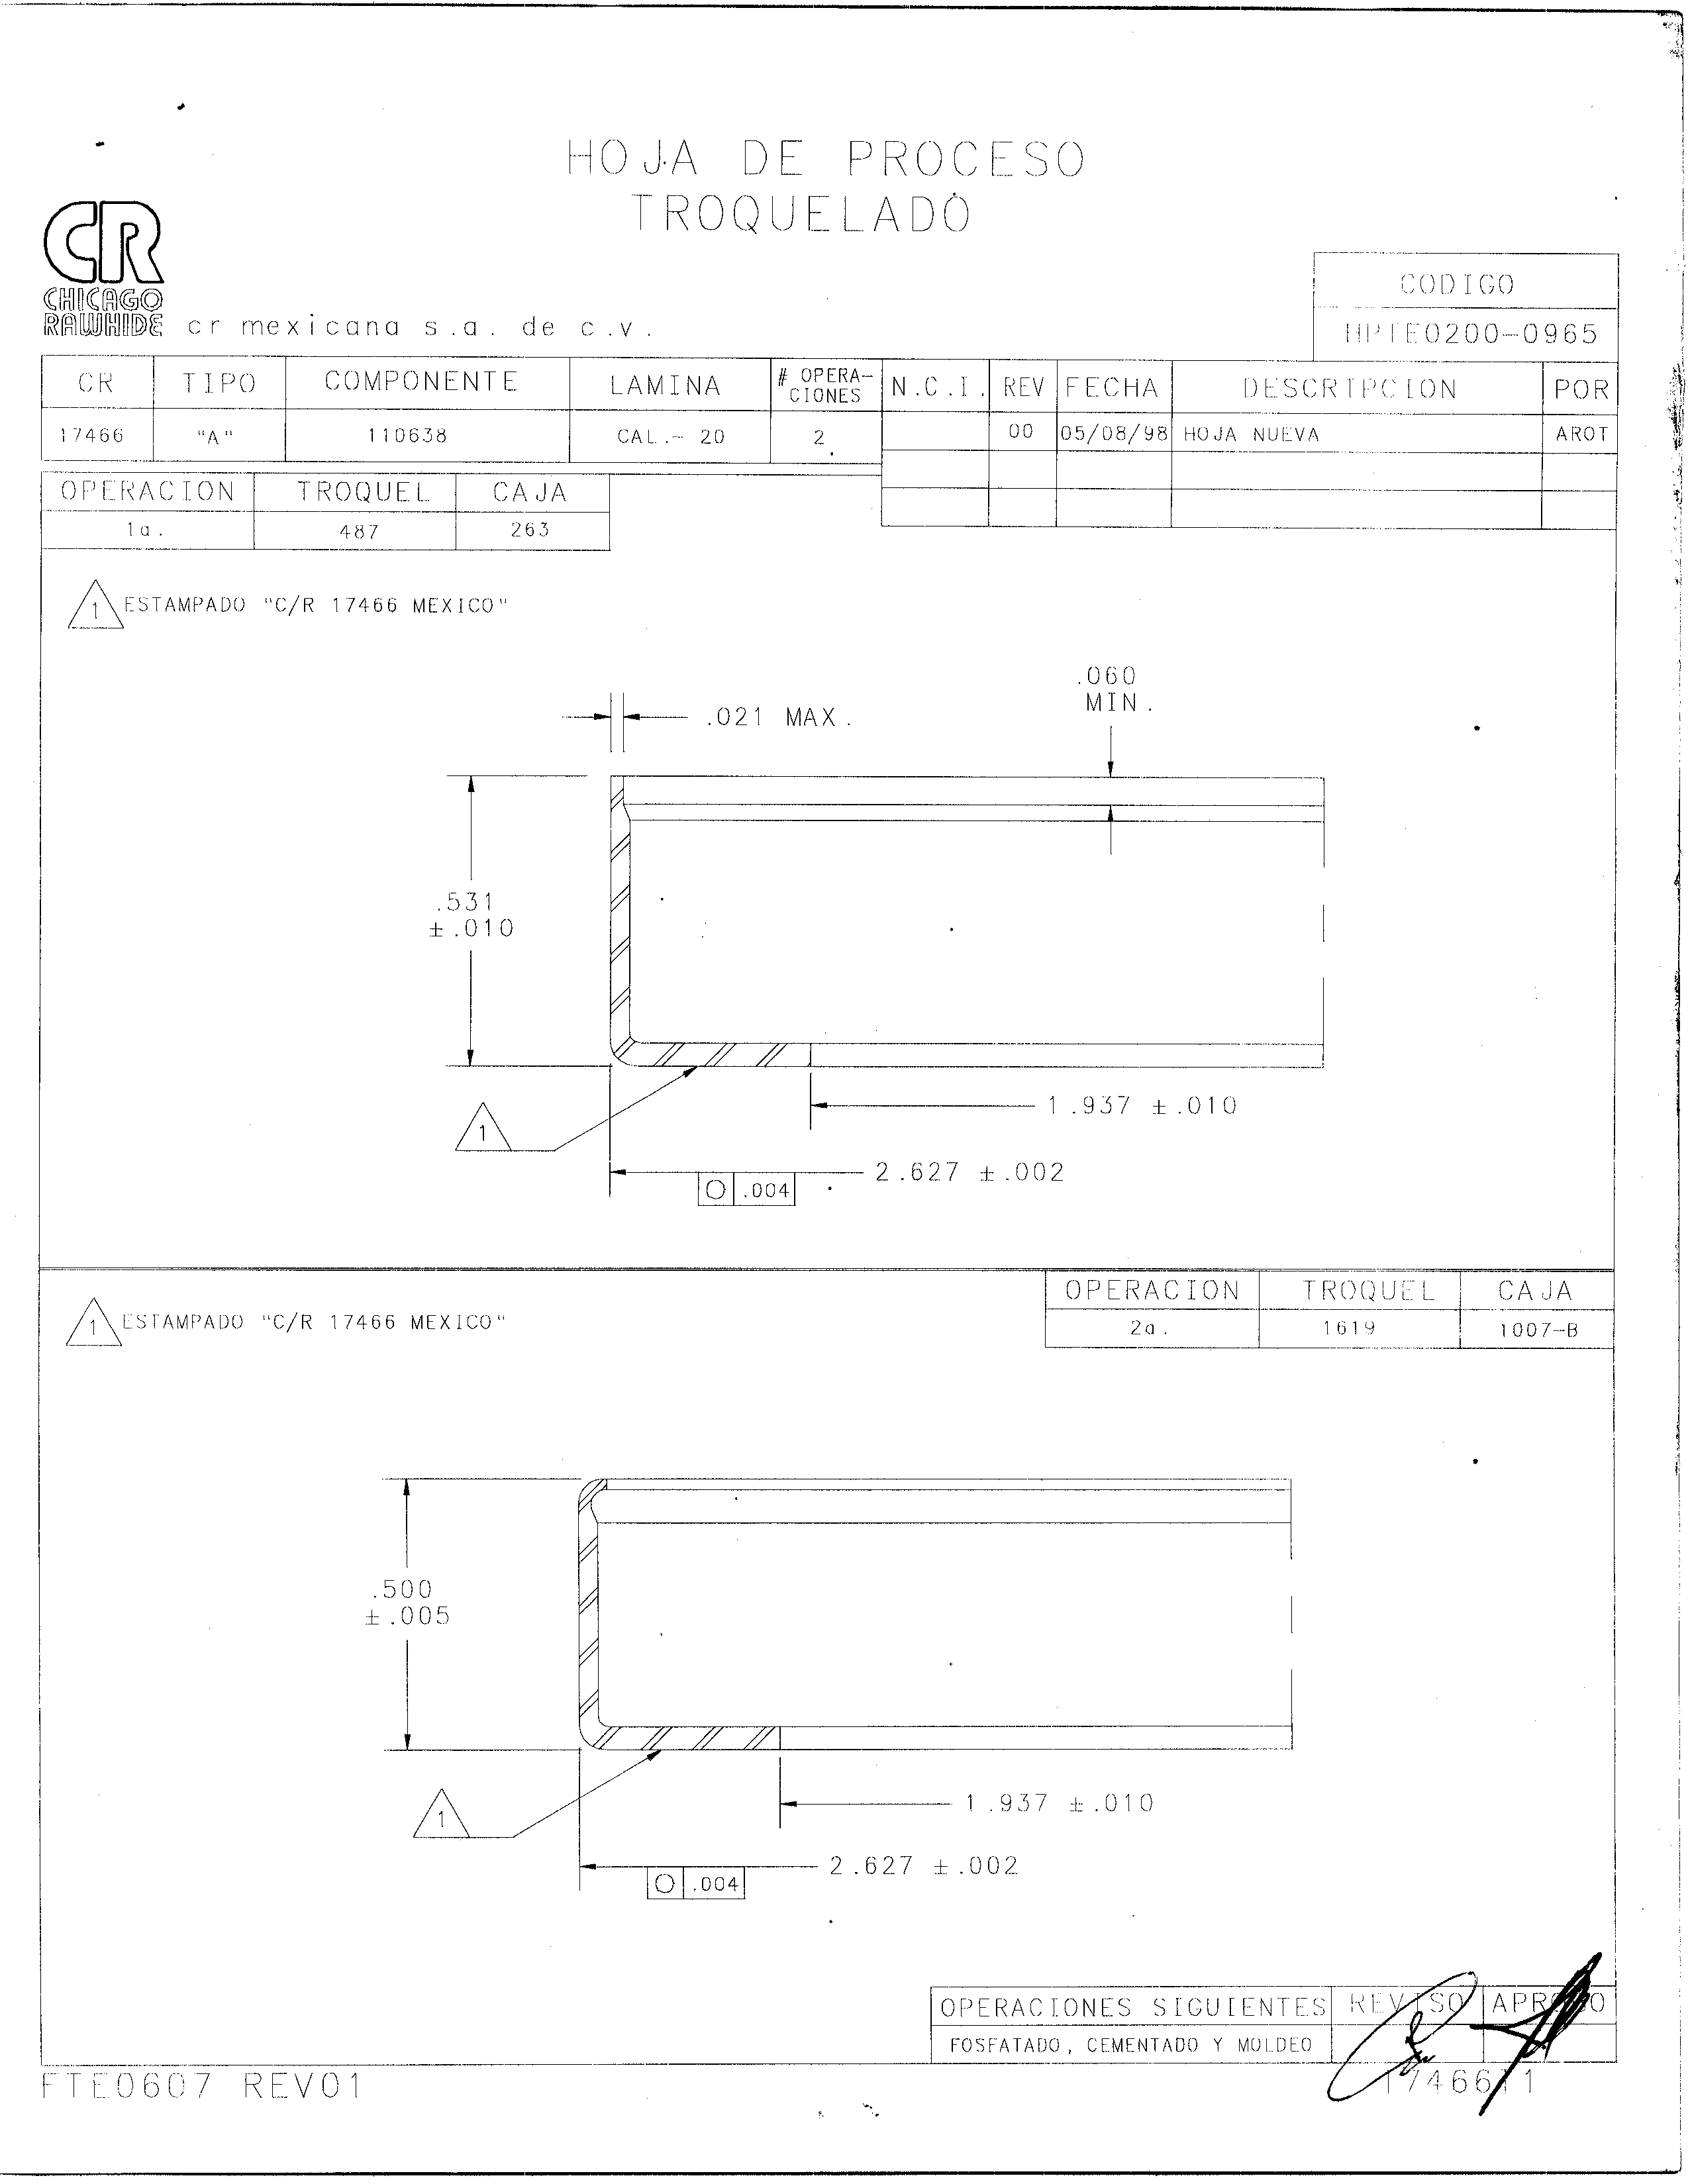 HOJA DE PROCESO
TROQUELADO
CR
CHICAGO
RAWHIDE
cr mexicana s.a. de c.v.
CODIGO
HPTE0200-0965
CR TIPO COMPONENTE LAMINA # OPERA-CIONES N.C.I. REV FECHA DESCRIPCION POR
17466 "A" 110638 CAL.- 20 2 00 05/08/98 HOJA NUEVA AROT
OPERACION TROQUEL CAJA
1a. 487 263
1 ESTAMPADO "C/R 17466 MEXICO"
.060
MIN.
.021 MAX.
.531
±.010
1.937 ±.010
1
2.627 ±.002
.004
OPERACION TROQUEL CAJA
2a. 1619 1007-B
1 ESTAMPADO "C/R 17466 MEXICO"
.500
±.005
1.937 ±.010
1
2.627 ±.002
.004
OPERACIONES SIGUIENTES REVISO APROBO
FOSFATADO, CEMENTADO Y MOLDEO
FTE0607 REV01